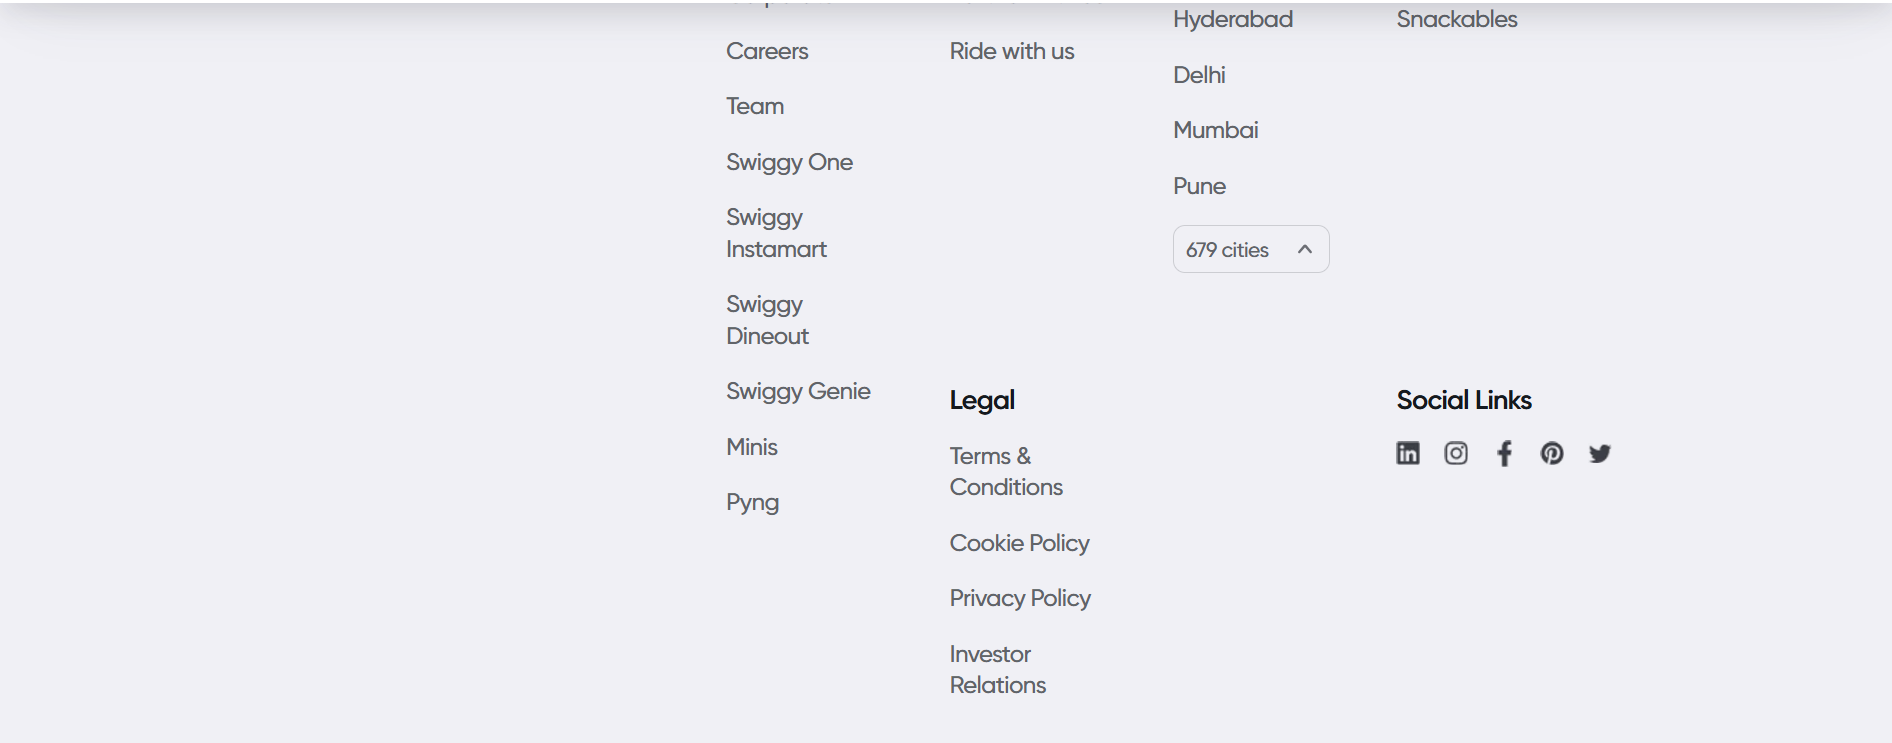 Careers
Team
Swiggy One
Swiggy
Instamart
Swiggy
Dineout
Swiggy Genie
Minis
Pyng
Ride with us
Legal
Terms &
Conditions
Cookie Policy
Privacy Policy
Investor
Relations
Hyderabad
Delhi
Mumbai
Pune
679 cities
Snackables
Social Links